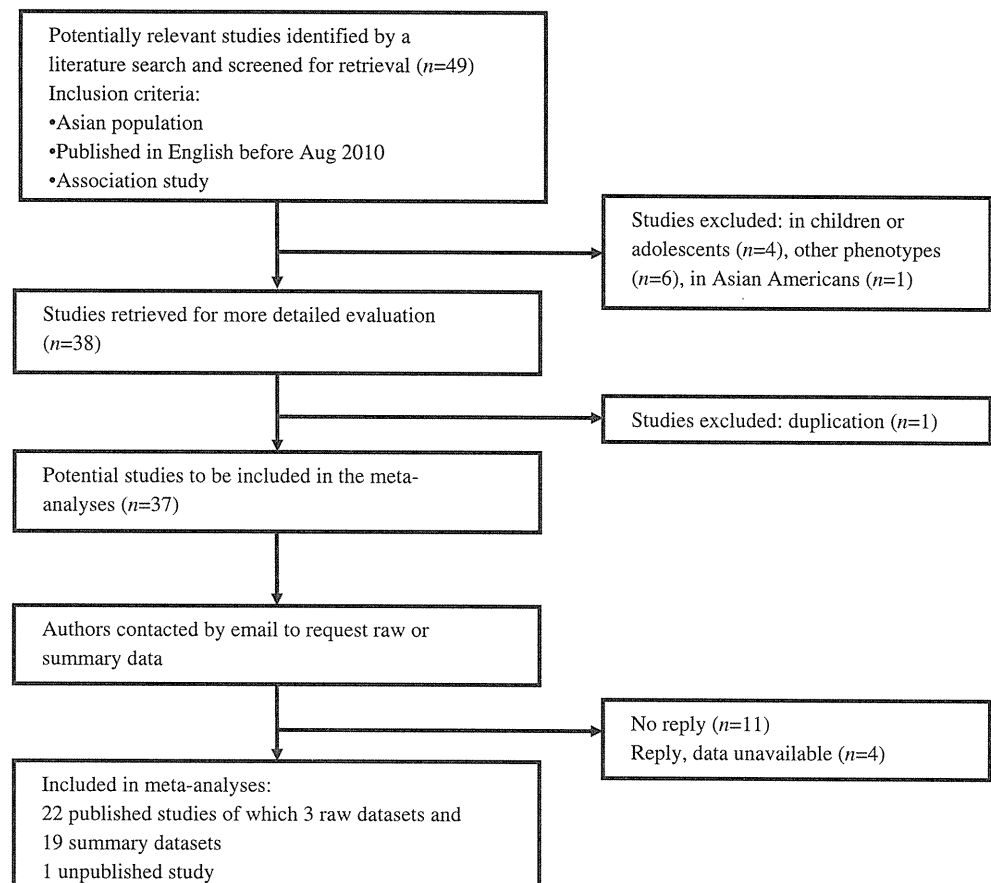 Potentially relevant studies identified by a
literature search and screened for retrieval (n=49)
Inclusion criteria:
•Asian population
•Published in English before Aug 2010
•Association study
Studies excluded: in children or
adolescents (n=4), other phenotypes
(n=6), in Asian Americans (n=1)
Studies retrieved for more detailed evaluation
(n=38)
Studies excluded: duplication (n=1)
Potential studies to be included in the meta-
analyses (n=37)
Authors contacted by email to request raw or
summary data
No reply (n=11)
Reply, data unavailable (n=4)
Included in meta-analyses:
22 published studies of which 3 raw datasets and
19 summary datasets
1 unpublished study